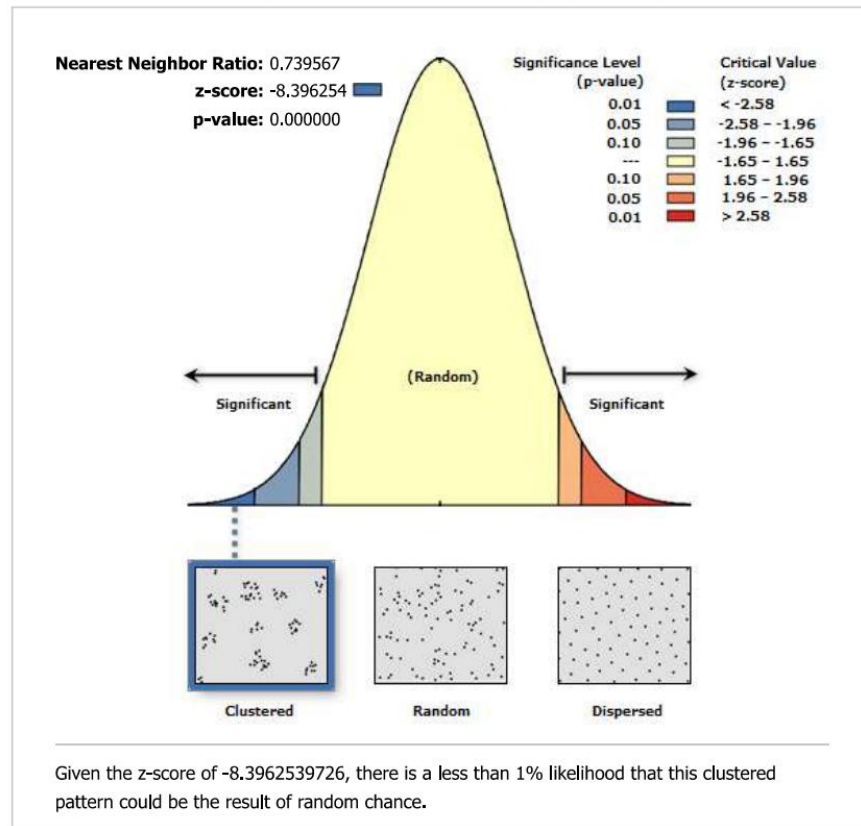 Nearest Neighbor Ratio: 0.739567
z-score: -8.396254
p-value: 0.000000
Significance Level
(p-value)
Critical Value
(z-score)
0.01 < -2.58
0.05 -2.58 – -1.96
0.10 -1.96 – -1.65
--- -1.65 – 1.65
0.10 1.65 – 1.96
0.05 1.96 – 2.58
0.01 > 2.58
Significant
(Random)
Significant
Clustered
Random
Dispersed
Given the z-score of -8.3962539726, there is a less than 1% likelihood that this clustered
pattern could be the result of random chance.